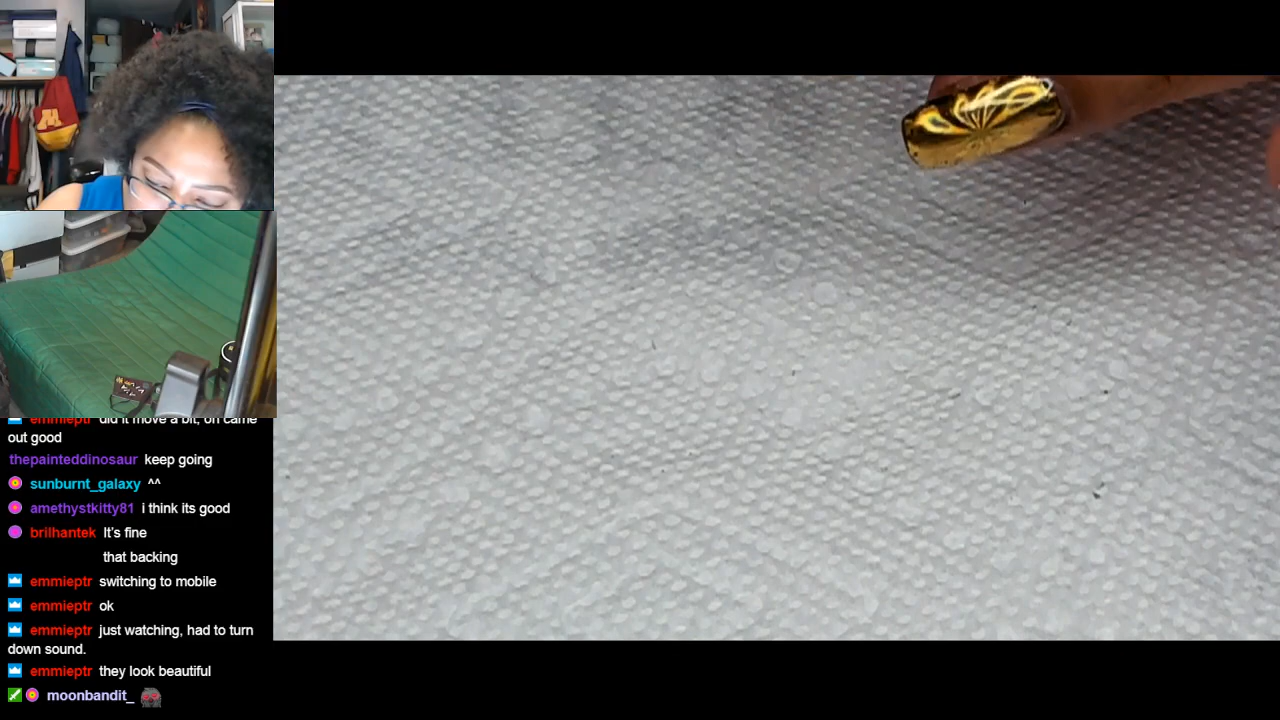 M
emmieptr did it move a bit, oh came
out good
thepainteddinosaur keep going
sunburnt_galaxy ^^
amethystkitty81 i think its good
brilhantek It's fine
that backing
emmieptr switching to mobile
emmieptr ok
emmieptr just watching, had to turn
down sound.
emmieptr they look beautiful
moonbandit_